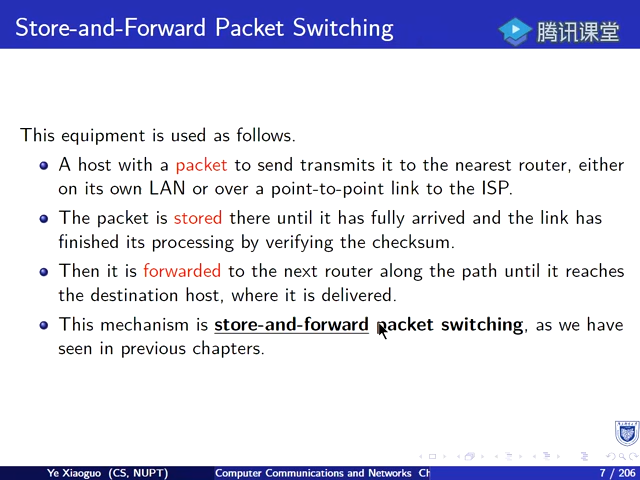 Store-and-Forward Packet Switching
腾讯课堂
This equipment is used as follows.
A host with a packet to send transmits it to the nearest router, either
on its own LAN or over a point-to-point link to the ISP.
The packet is stored there until it has fully arrived and the link has
finished its processing by verifying the checksum.
Then it is forwarded to the next router along the path until it reaches
the destination host, where it is delivered.
This mechanism is store-and-forward packet switching, as we have
seen in previous chapters.
Ye Xiaoguo (CS, NUPT)
Computer Communications and Networks Ch
7 / 206